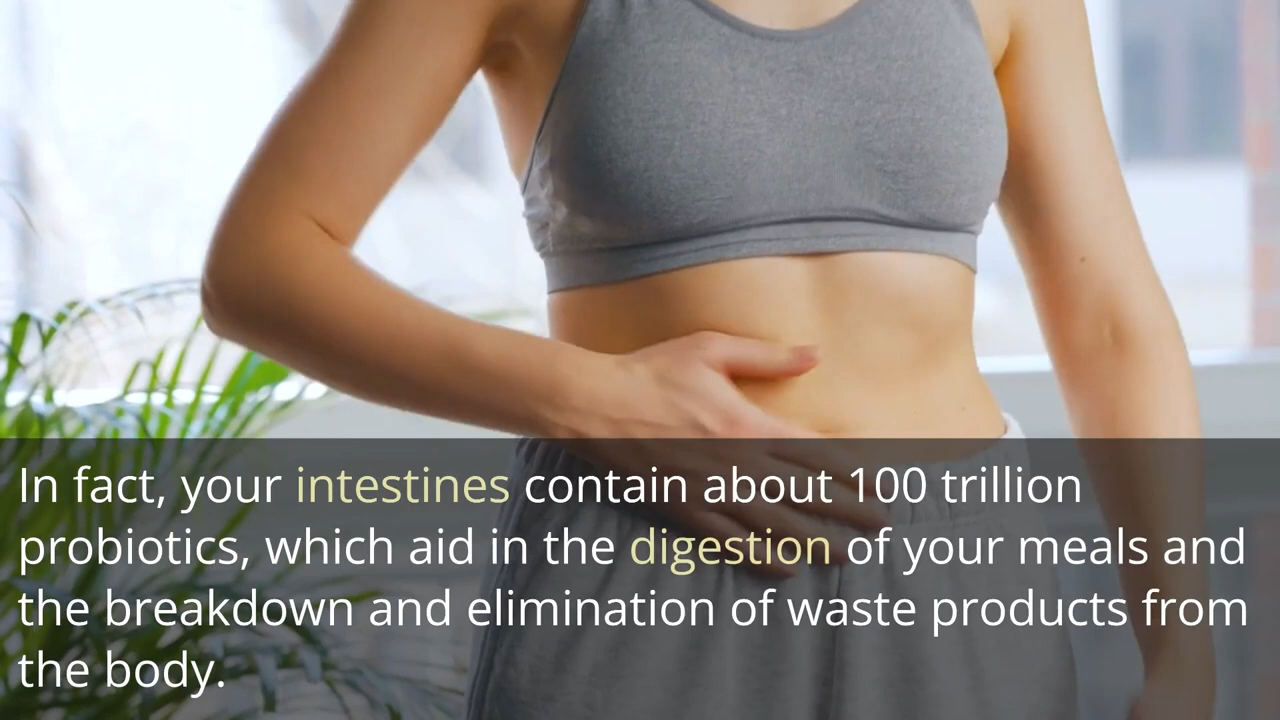 In fact, your intestines contain about 100 trillion
probiotics, which aid in the digestion of your meals and
the breakdown and elimination of waste products from
the body.